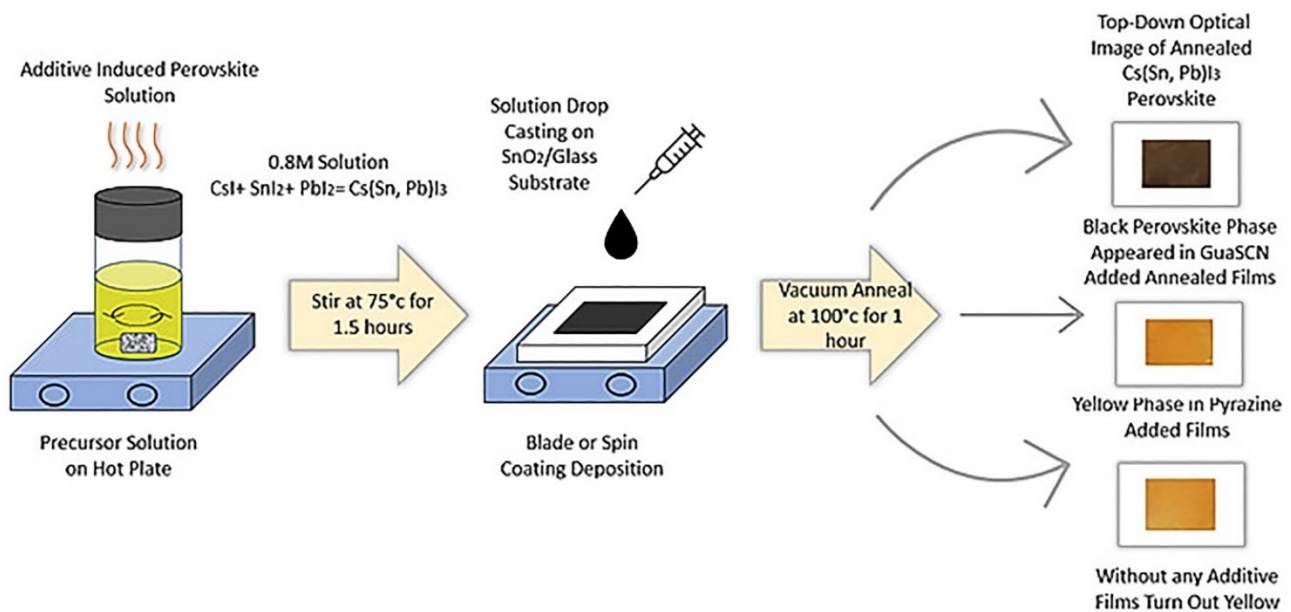 Additive Induced Perovskite
Solution
0.8M Solution
CsI+ SnI₂+ PbI₂= Cs(Sn, Pb)I₃
Stir at 75°c for
1.5 hours
Precursor Solution
on Hot Plate
Solution Drop
Casting on
SnO₂/Glass
Substrate
Blade or Spin
Coating Deposition
Vacuum Anneal
at 100°c for 1
hour
Top-Down Optical
Image of Annealed
Cs(Sn, Pb)I₃
Perovskite
Black Perovskite Phase
Appeared in GuaSCN
Added Annealed Films
Yellow Phase in Pyrazine
Added Films
Without any Additive
Films Turn Out Yellow